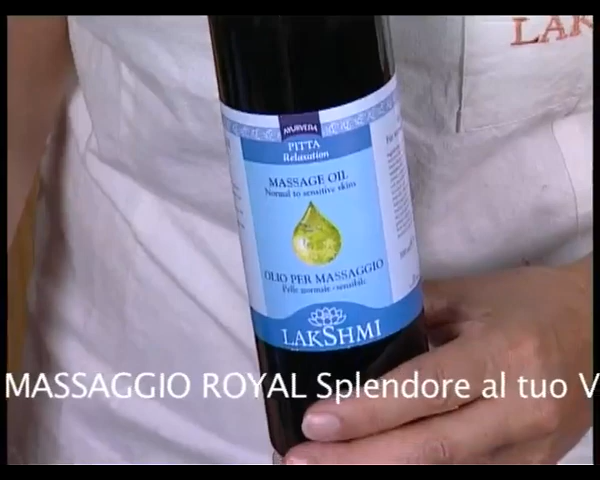 LAK
AYURVEDA
PITTA
Relaxation
MASSAGE OIL
Normal to sensitive skins
OLIO PER MASSAGGIO
Pelle normale - sensibile
LAKSHMI
MASSAGGIO ROYAL Splendore al tuo V